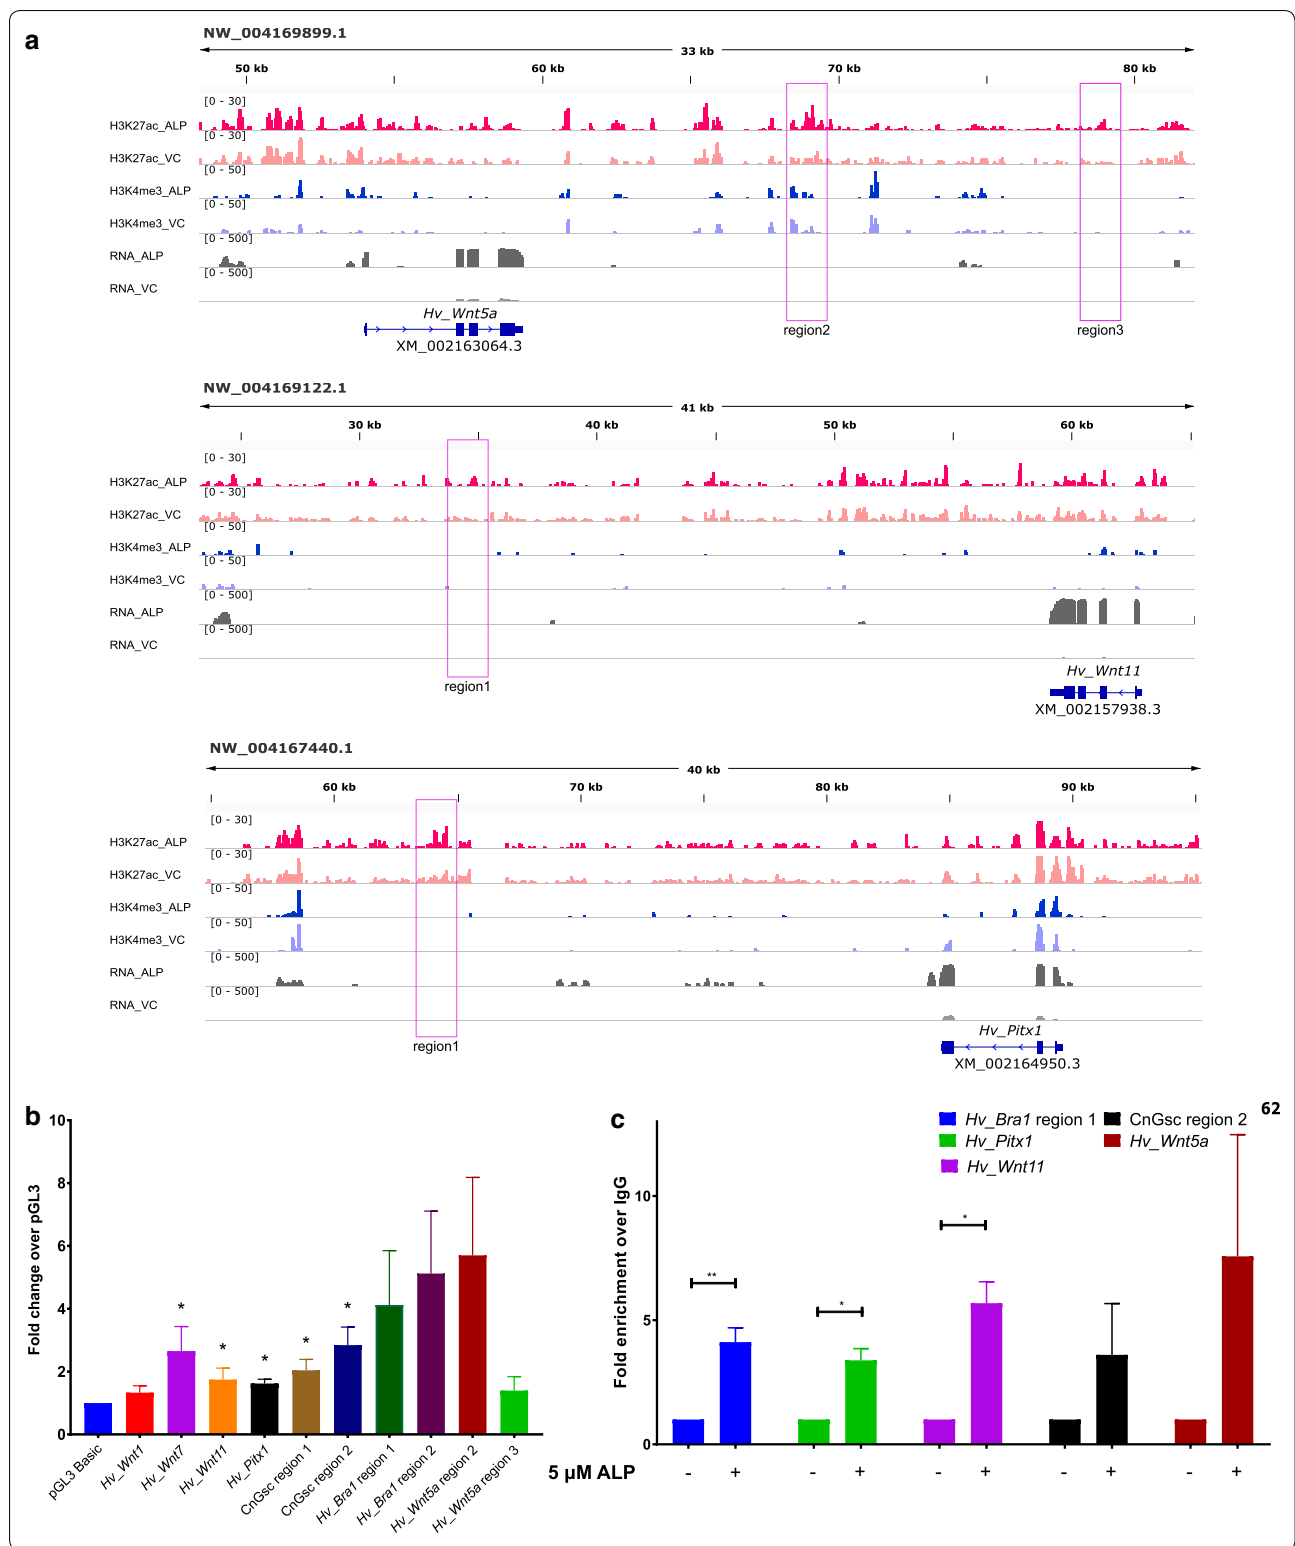 a
NW_004169899.1
33 kb
50 kb 60 kb 70 kb 80 kb
[0 - 30]
H3K27ac_ALP
[0 - 30]
H3K27ac_VC
[0 - 50]
H3K4me3_ALP
[0 - 50]
H3K4me3_VC
[0 - 500]
RNA_ALP
[0 - 500]
RNA_VC
Hv_Wnt5a
XM_002163064.3
region2 region3
NW_004169122.1
41 kb
30 kb 40 kb 50 kb 60 kb
[0 - 30]
H3K27ac_ALP
[0 - 30]
H3K27ac_VC
[0 - 50]
H3K4me3_ALP
[0 - 50]
H3K4me3_VC
[0 - 500]
RNA_ALP
[0 - 500]
RNA_VC
Hv_Wnt11
region1
XM_002157938.3
NW_004167440.1
40 kb
60 kb 70 kb 80 kb 90 kb
[0 - 30]
H3K27ac_ALP
[0 - 30]
H3K27ac_VC
[0 - 50]
H3K4me3_ALP
[0 - 50]
H3K4me3_VC
[0 - 500]
RNA_ALP
[0 - 500]
RNA_VC
Hv_Pitx1
region1
XM_002164950.3
b
Fold change over pGL3
10
8
6
4
2
0
* * * * *
pGL3 Basic
Hv_Wnt1
Hv_Wnt7
Hv_Wnt11
Hv_Pitx1
CnGsc region 1
CnGsc region 2
Hv_Bra1 region 1
Hv_Bra1 region 2
Hv_Wnt5a region 2
Hv_Wnt5a region 3
c
62
Hv_Bra1 region 1 CnGsc region 2
Hv_Pitx1 Hv_Wnt5a
Hv_Wnt11
Fold enrichment over IgG
10
5
0
** * *
5 µM ALP - + - + - + - + - +